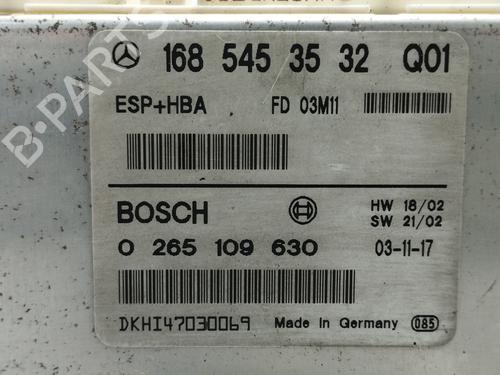 168 545 35 32 Q01
ESP+HBA FD 03M11
BOSCH HW 18/02
SW 21/02
0 265 109 630 03-11-17
DKHI47030069 Made in Germany 085